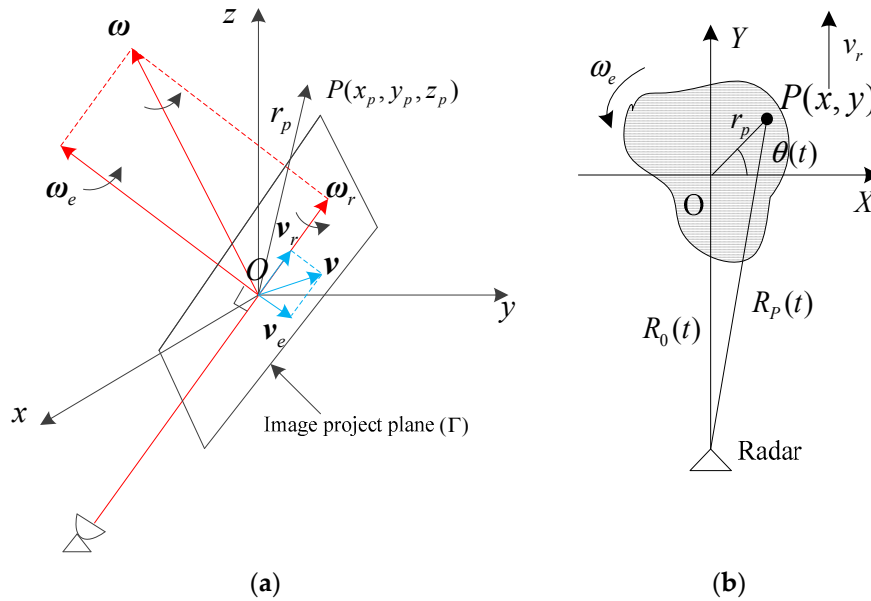 z
ω
P(x_p, y_p, z_p)
r_p
ω_e
ω_r
v_r
O
v
v_e
y
x
Image project plane (Γ)
(a)
Y
v_r
ω_e
P(x, y)
r_p
θ(t)
O
X
R_0(t)
R_P(t)
Radar
(b)